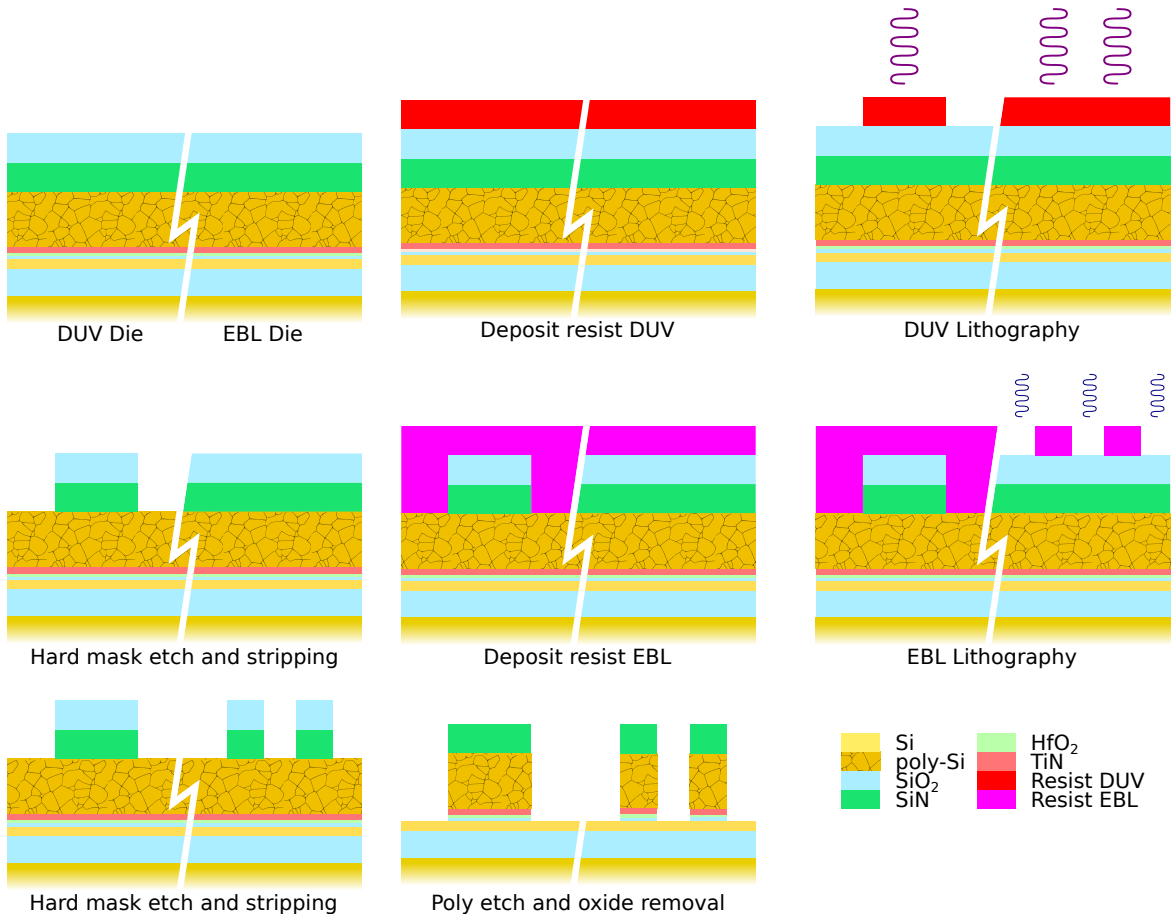 DUV Die
EBL Die
Deposit resist DUV
DUV Lithography
Hard mask etch and stripping
Deposit resist EBL
EBL Lithography
Hard mask etch and stripping
Poly etch and oxide removal
Si
poly-Si
SiO₂
SiN
HfO₂
TiN
Resist DUV
Resist EBL